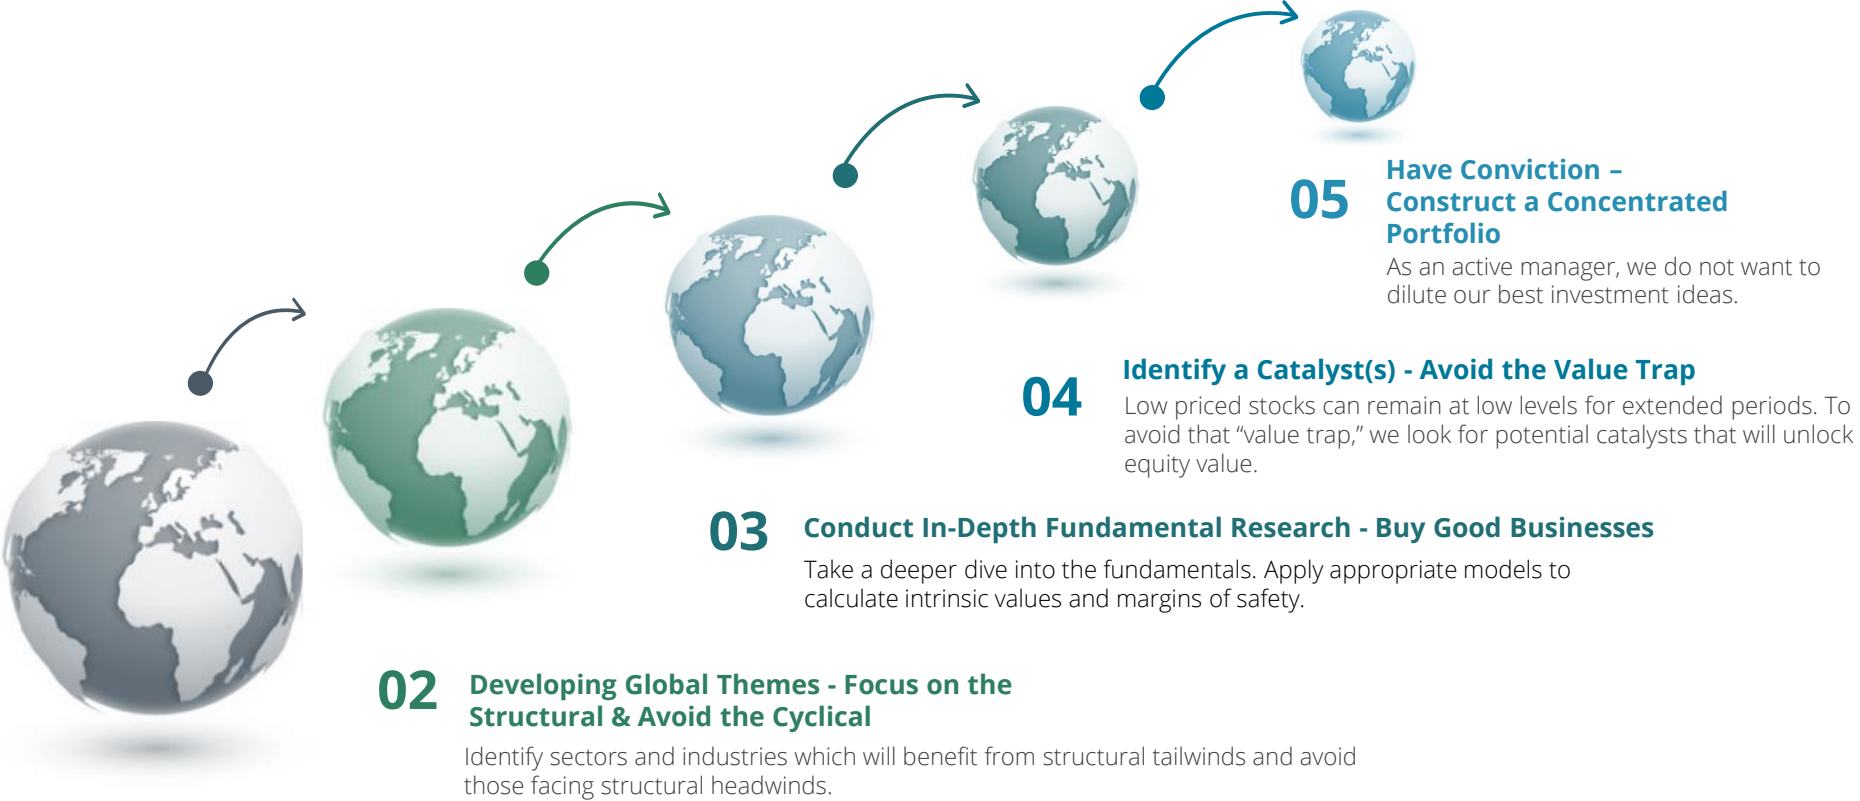 05
Have Conviction –
Construct a Concentrated
Portfolio
As an active manager, we do not want to
dilute our best investment ideas.
04
Identify a Catalyst(s) - Avoid the Value Trap
Low priced stocks can remain at low levels for extended periods. To
avoid that “value trap,” we look for potential catalysts that will unlock
equity value.
03
Conduct In-Depth Fundamental Research - Buy Good Businesses
Take a deeper dive into the fundamentals. Apply appropriate models to
calculate intrinsic values and margins of safety.
02
Developing Global Themes - Focus on the
Structural & Avoid the Cyclical
Identify sectors and industries which will benefit from structural tailwinds and avoid
those facing structural headwinds.